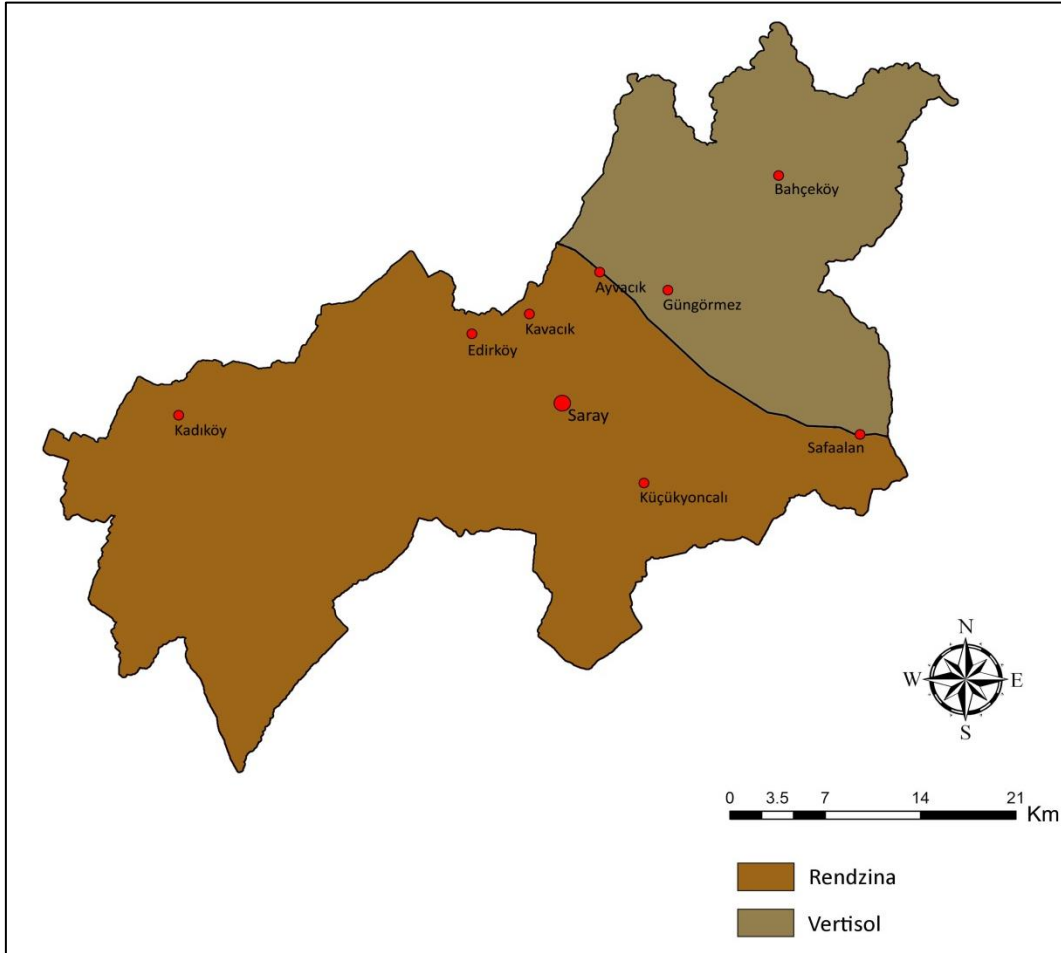 Bahçeköy
Ayvacık
Güngörmez
Kavacık
Edirköy
Saray
Kadıköy
Safaalan
Küçükyoncalı
N
W E
S
0 3.5 7 14 21
Km
Rendzina
Vertisol